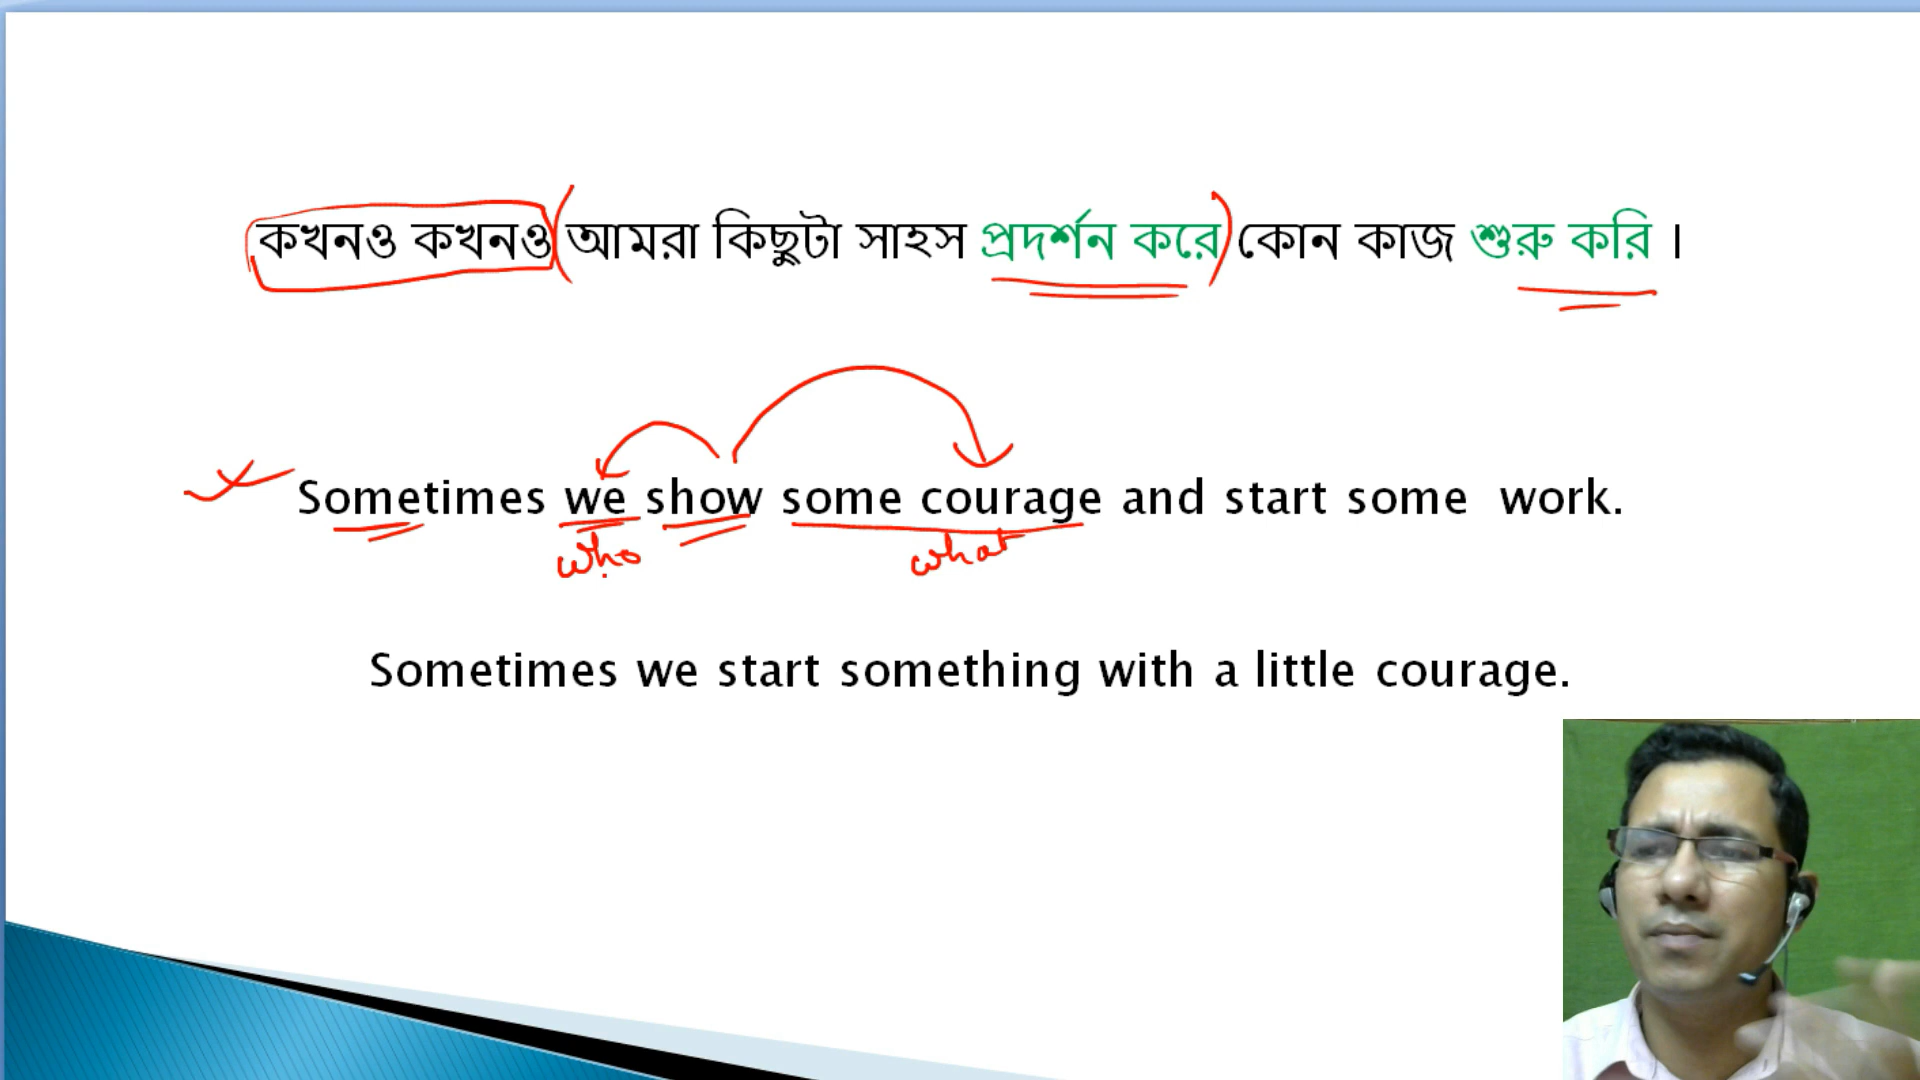 কখনও কখনও আমরা কিছুটা সাহস প্রদর্শন করে কোন কাজ শুরু করি ।
Sometimes we show some courage and start some work.
who what
Sometimes we start something with a little courage.